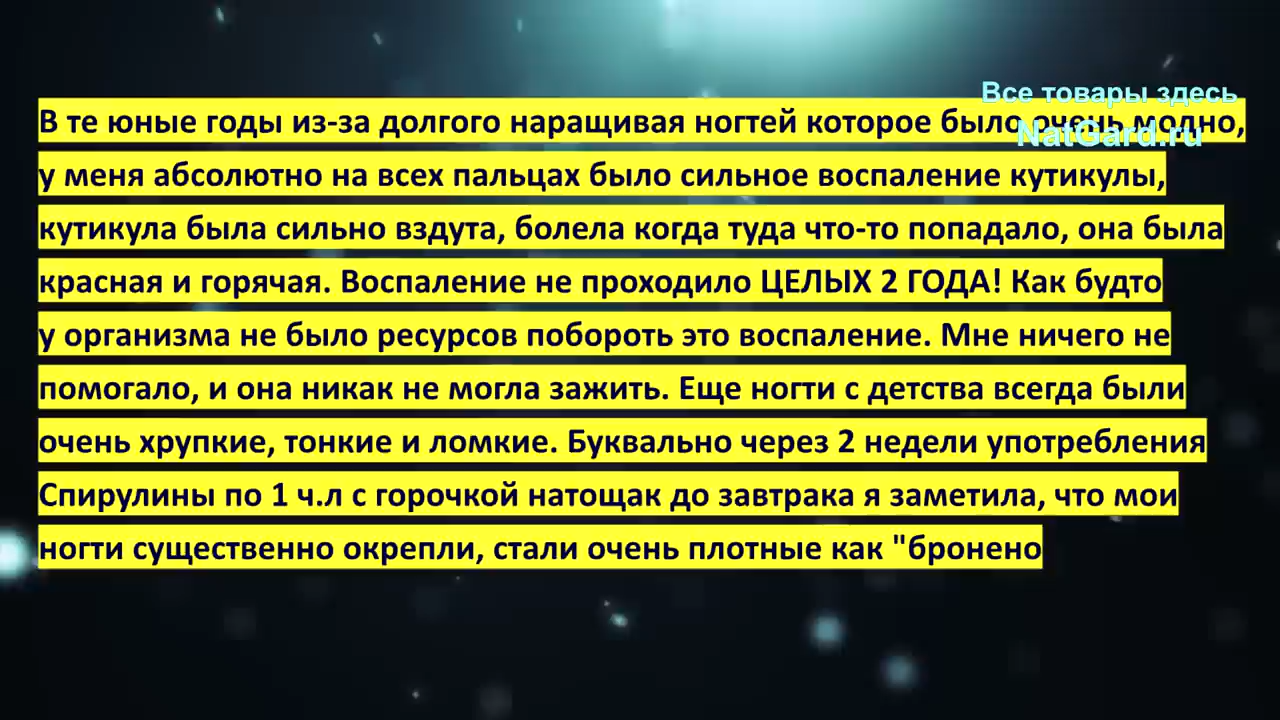 Все товары здесь
NatGard.ru
В те юные годы из-за долгого наращивая ногтей которое было очень модно,
у меня абсолютно на всех пальцах было сильное воспаление кутикулы,
кутикула была сильно вздута, болела когда туда что-то попадало, она была
красная и горячая. Воспаление не проходило ЦЕЛЫХ 2 ГОДА! Как будто
у организма не было ресурсов побороть это воспаление. Мне ничего не
помогало, и она никак не могла зажить. Еще ногти с детства всегда были
очень хрупкие, тонкие и ломкие. Буквально через 2 недели употребления
Спирулины по 1 ч.л с горочкой натощак до завтрака я заметила, что мои
ногти существенно окрепли, стали очень плотные как "бронено